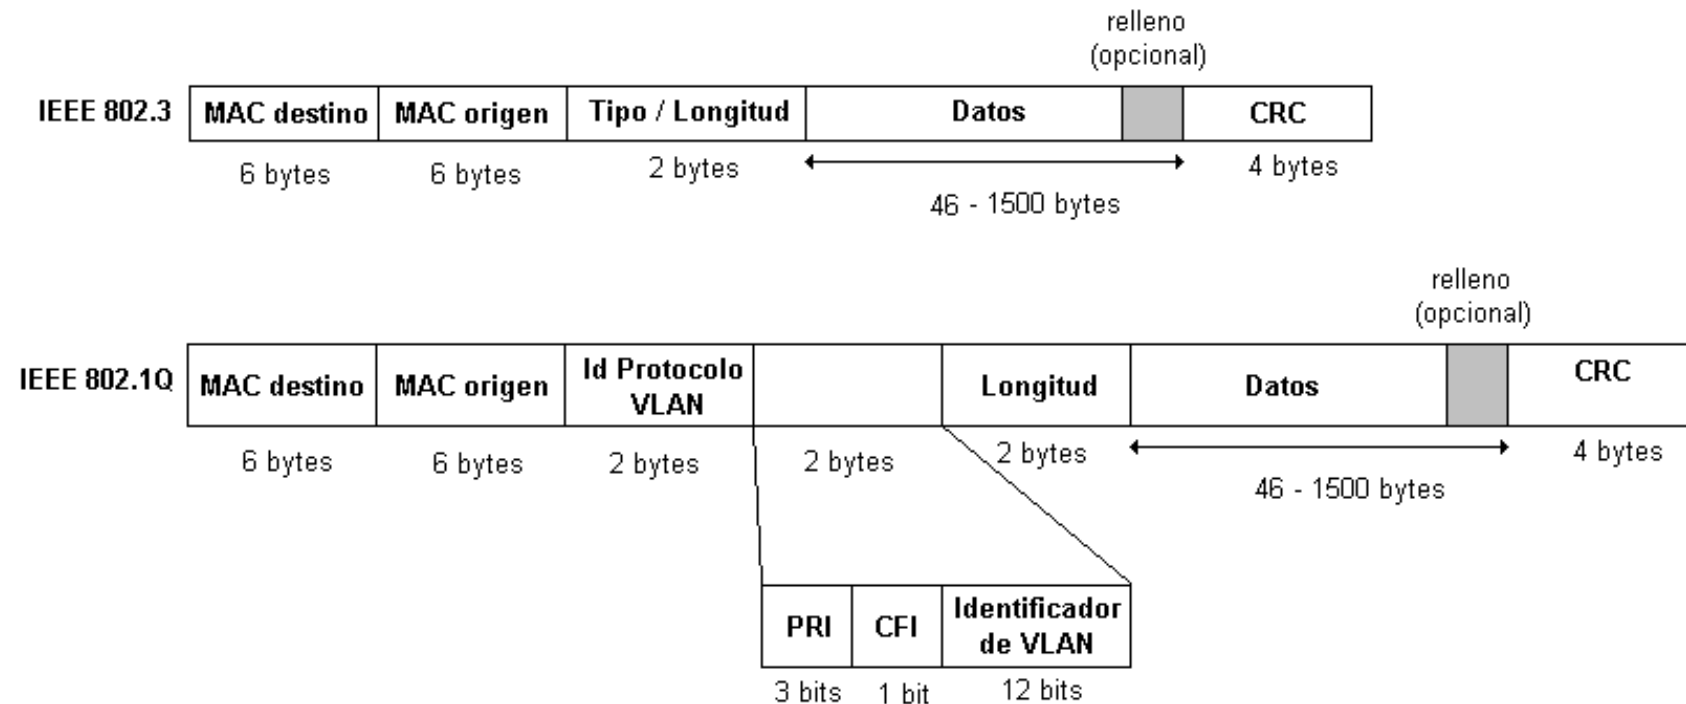 relleno
(opcional)
IEEE 802.3 MAC destino MAC origen Tipo / Longitud Datos CRC
6 bytes 6 bytes 2 bytes 4 bytes
46 - 1500 bytes
relleno
(opcional)
IEEE 802.1Q MAC destino MAC origen Id Protocolo VLAN Longitud Datos CRC
6 bytes 6 bytes 2 bytes 2 bytes 2 bytes 4 bytes
46 - 1500 bytes
PRI CFI Identificador
de VLAN
3 bits 1 bit 12 bits